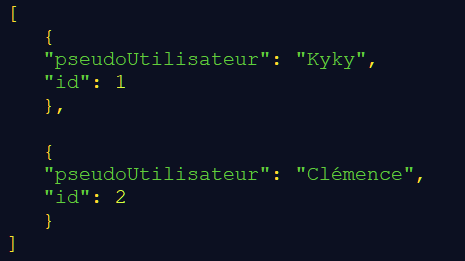 [
{
"pseudoUtilisateur": "Kyky",
"id": 1
},
{
"pseudoUtilisateur": "Clémence",
"id": 2
}
]